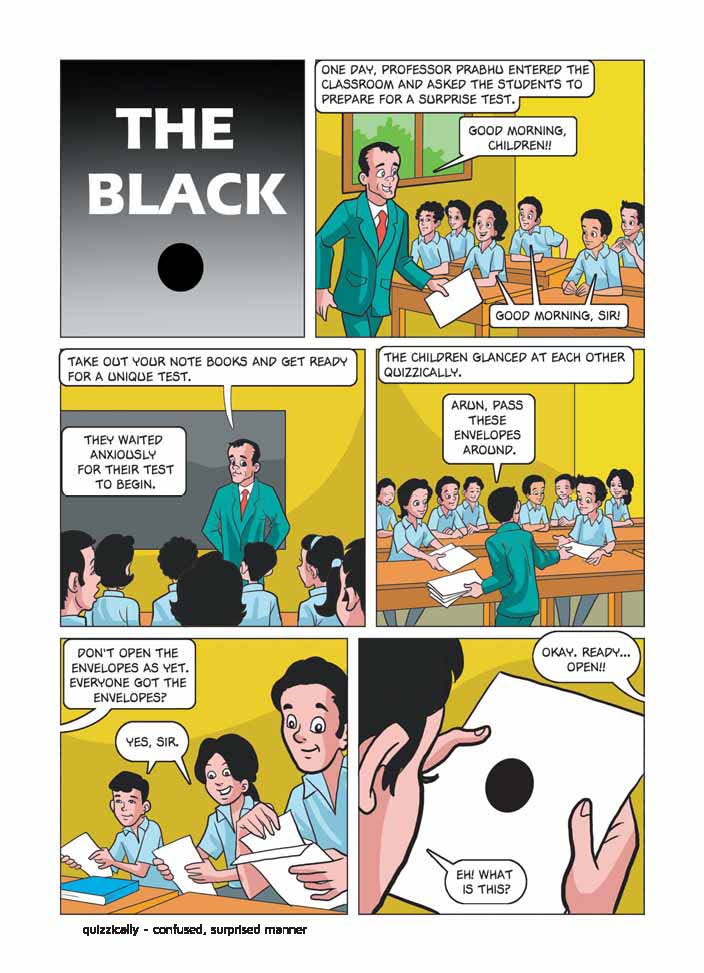 THE
BLACK
ONE DAY, PROFESSOR PRABHU ENTERED THE
CLASSROOM AND ASKED THE STUDENTS TO
PREPARE FOR A SURPRISE TEST.
GOOD MORNING,
CHILDREN!!
GOOD MORNING, SIR!
TAKE OUT YOUR NOTE BOOKS AND GET READY
FOR A UNIQUE TEST.
THEY WAITED
ANXIOUSLY
FOR THEIR TEST
TO BEGIN.
THE CHILDREN GLANCED AT EACH OTHER
QUIZZICALLY.
ARUN, PASS
THESE
ENVELOPES
AROUND.
DON'T OPEN THE
ENVELOPES AS YET.
EVERYONE GOT THE
ENVELOPES?
YES, SIR.
OKAY. READY...
OPEN!!
EH! WHAT
IS THIS?
quizzically - confused, surprised manner